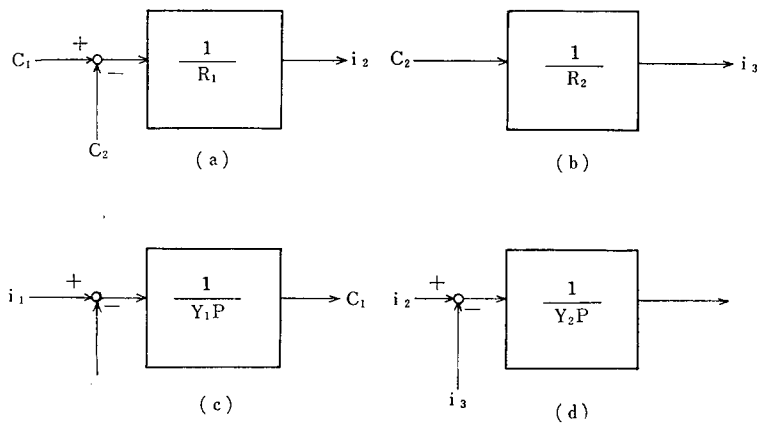 C₁ + − 1/R₁ i₂
C₂
(a)
C₂ 1/R₂ i₃
(b)
i₁ + − 1/Y₁P C₁
(c)
i₂ + − 1/Y₂P
i₃
(d)